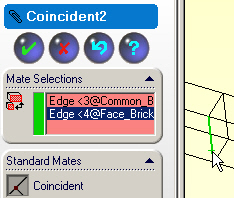 Coincident2
?
Mate Selections
Edge <3@Common_B
Edge <4@Face_Brick
Standard Mates
Coincident